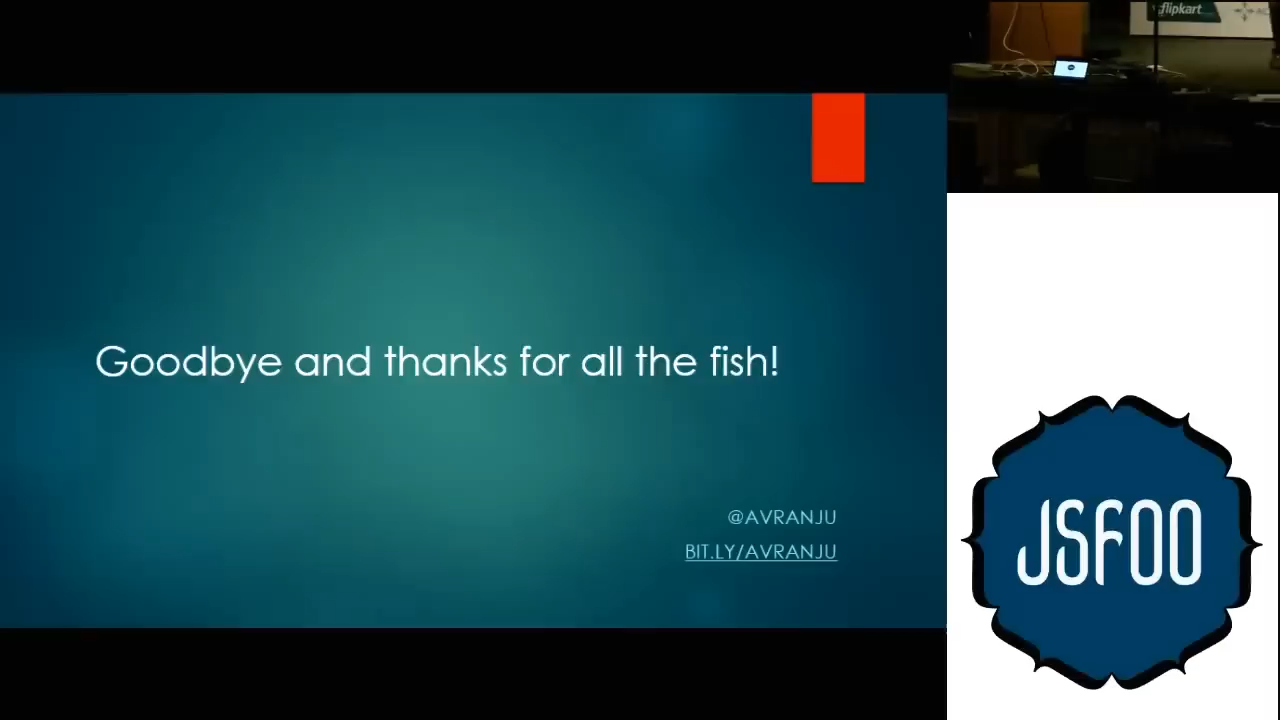 flipkart
Goodbye and thanks for all the fish!
@AVRANJU
BIT.LY/AVRANJU
JSFOO